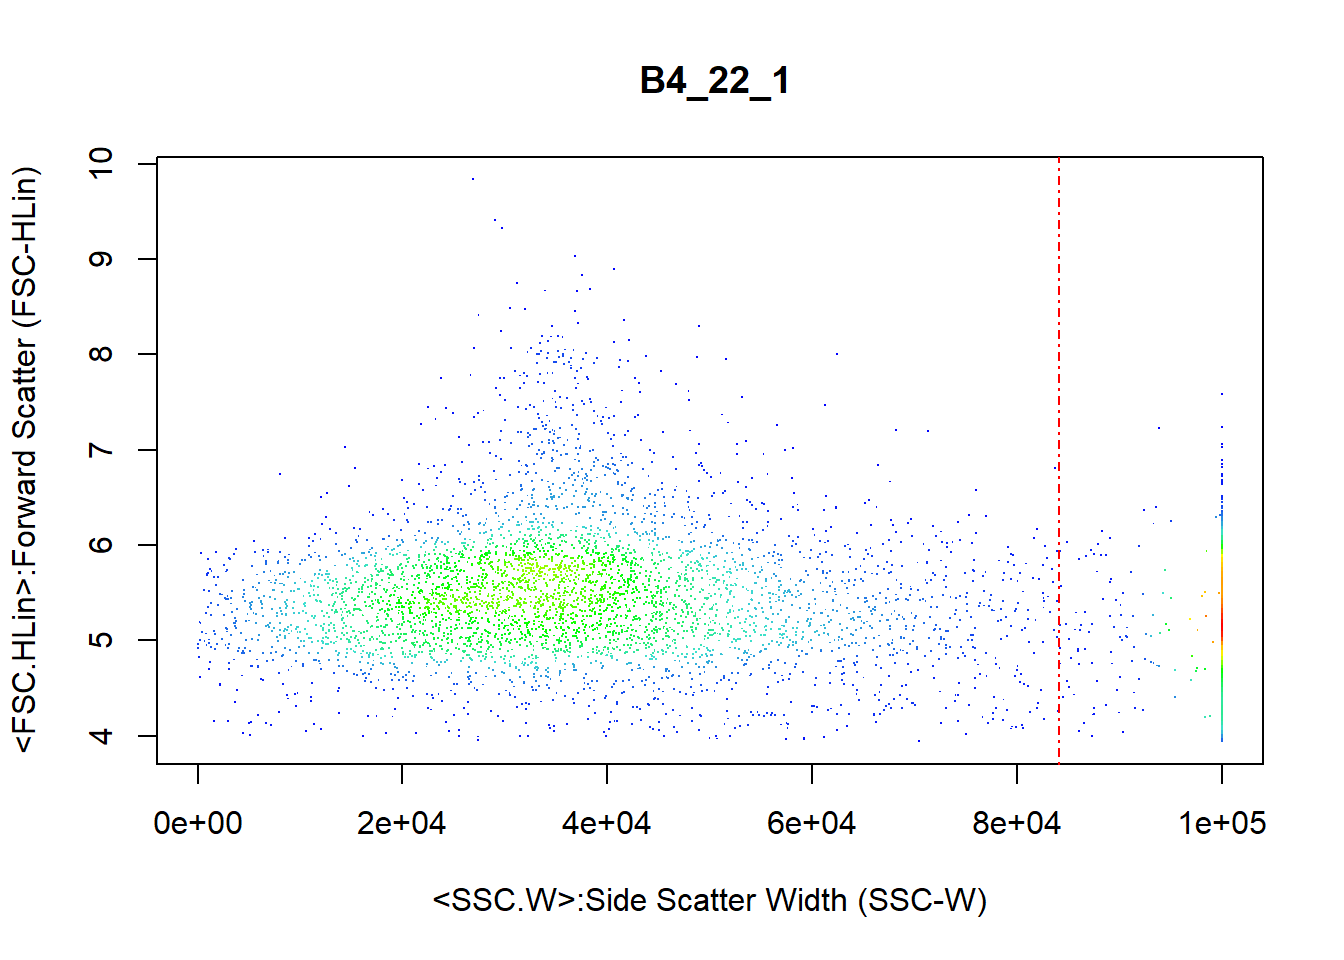 B4_22_1
<FSC.HLin>:Forward Scatter (FSC-HLin)
10
9
8
7
6
5
4
0e+00 2e+04 4e+04 6e+04 8e+04 1e+05
<SSC.W>:Side Scatter Width (SSC-W)